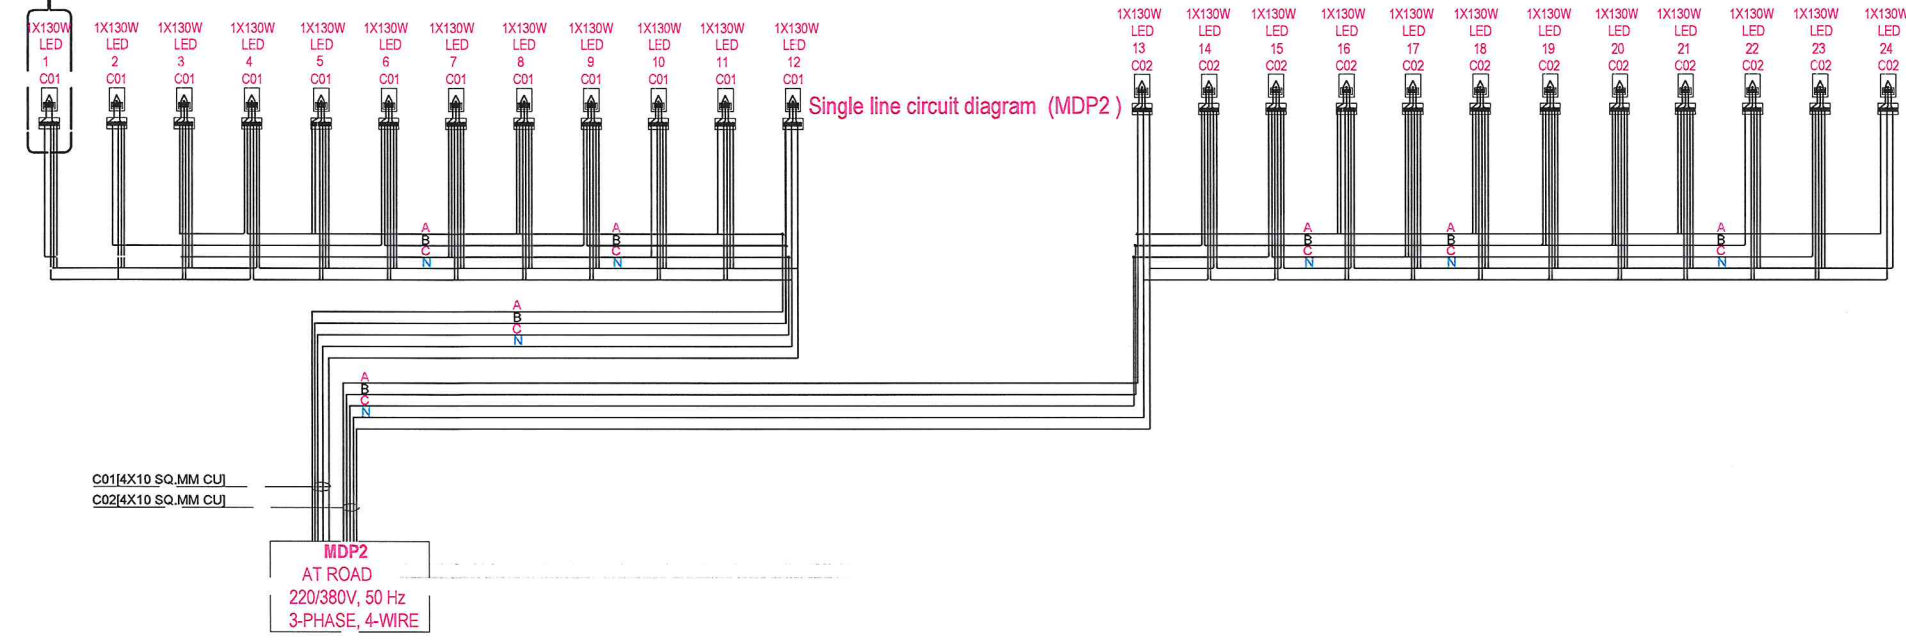 1X130W 1X130W 1X130W 1X130W 1X130W 1X130W 1X130W 1X130W 1X130W 1X130W 1X130W 1X130W
LED LED LED LED LED LED LED LED LED LED LED LED
1 2 3 4 5 6 7 8 9 10 11 12
C01 C01 C01 C01 C01 C01 C01 C01 C01 C01 C01 C01
Single line circuit diagram (MDP2 )
1X130W 1X130W 1X130W 1X130W 1X130W 1X130W 1X130W 1X130W 1X130W 1X130W 1X130W 1X130W
LED LED LED LED LED LED LED LED LED LED LED LED
13 14 15 16 17 18 19 20 21 22 23 24
C02 C02 C02 C02 C02 C02 C02 C02 C02 C02 C02 C02
A A A A A
B B B B B
C C C C C
N N N N N
A
B
C
N
A
B
C
N
C01[4X10 SQ.MM CU]
C02[4X10 SQ.MM CU]
MDP2
AT ROAD
220/380V, 50 Hz
3-PHASE, 4-WIRE